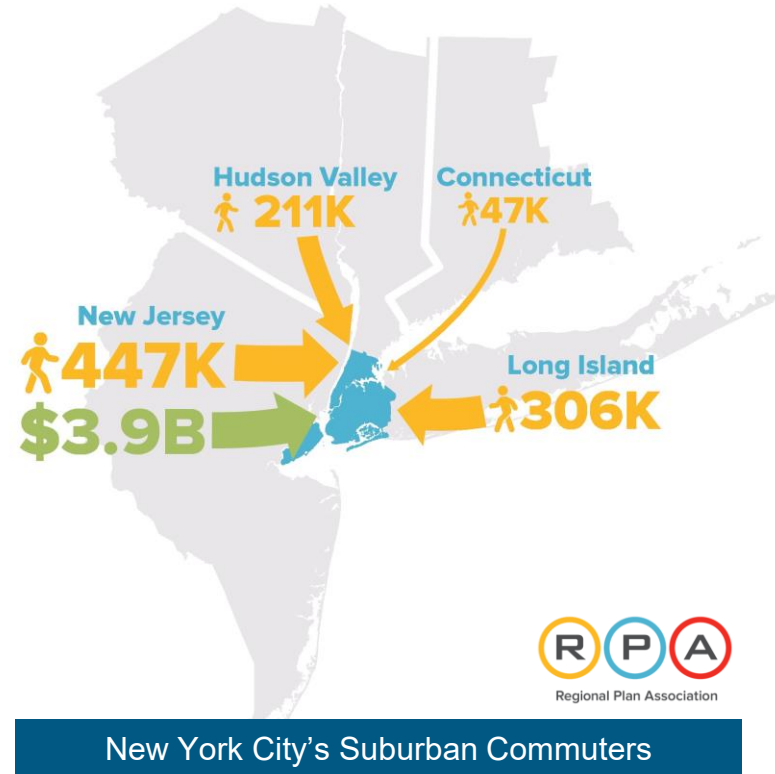 Hudson Valley
211K
Connecticut
47K
New Jersey
447K
$3.9B
Long Island
306K
R P A
Regional Plan Association
New York City’s Suburban Commuters